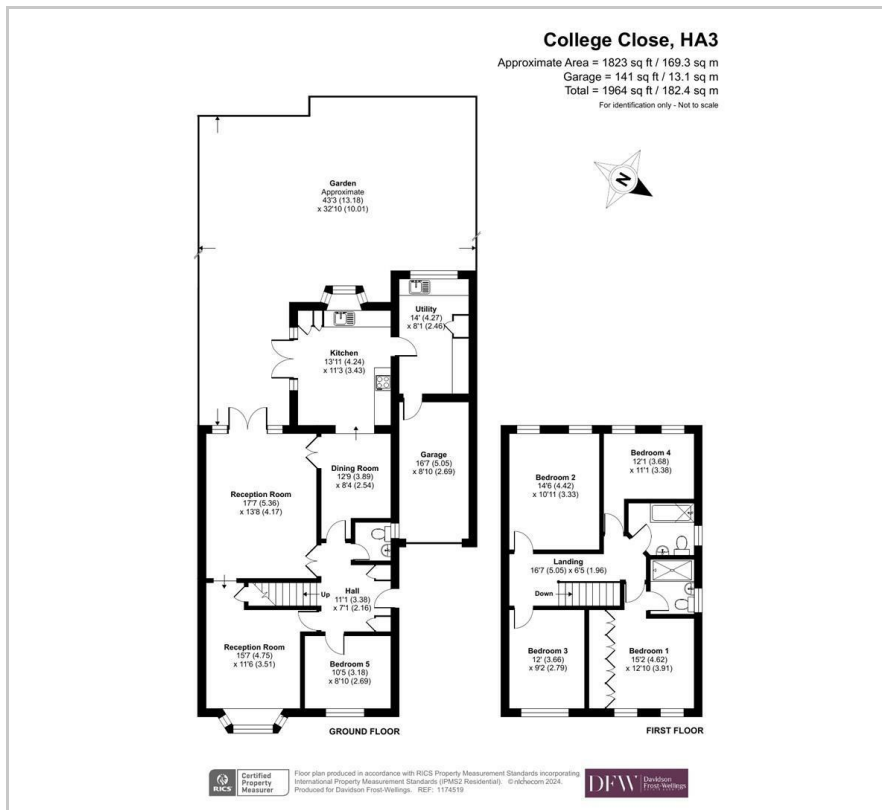 College Close, HA3
Approximate Area = 1823 sq ft / 169.3 sq m
Garage = 141 sq ft / 13.1 sq m
Total = 1964 sq ft / 182.4 sq m
For identification only - Not to scale
N
Garden
Approximate
43'3 (13.18)
x 32'10 (10.01)
Utility
14' (4.27)
x 8'1 (2.46)
Kitchen
13'11 (4.24)
x 11'3 (3.43)
Garage
16'7 (5.05)
x 8'10 (2.69)
Dining Room
12'9 (3.89)
x 8'4 (2.54)
Reception Room
17'7 (5.36)
x 13'8 (4.17)
Hall
11'1 (3.38)
x 7'1 (2.16)
Up
Reception Room
15'7 (4.75)
x 11'6 (3.51)
Bedroom 5
10'5 (3.18)
x 8'10 (2.69)
GROUND FLOOR
Bedroom 4
12'1 (3.68)
x 11'1 (3.38)
Bedroom 2
14'6 (4.42)
x 10'11 (3.33)
Landing
16'7 (5.05) x 6'5 (1.96)
Down
Bedroom 3
12' (3.66)
x 9'2 (2.79)
Bedroom 1
15'2 (4.62)
x 12'10 (3.91)
FIRST FLOOR
RICS
Certified
Property
Measurer
Floor plan produced in accordance with RICS Property Measurement Standards incorporating
International Property Measurement Standards (IPMS2 Residential). © nichecom 2024.
Produced for Davidson Frost-Wellings. REF: 1174519
DFW
Davidson
Frost-Wellings